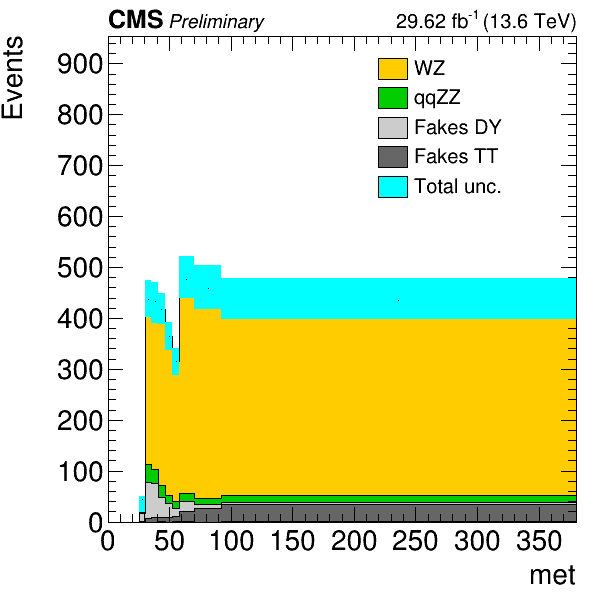 CMS Preliminary 29.62 fb-1 (13.6 TeV)
Events
900
800
700
600
500
400
300
200
100
0
WZ
qqZZ
Fakes DY
Fakes TT
Total unc.
0 50 100 150 200 250 300 350
met